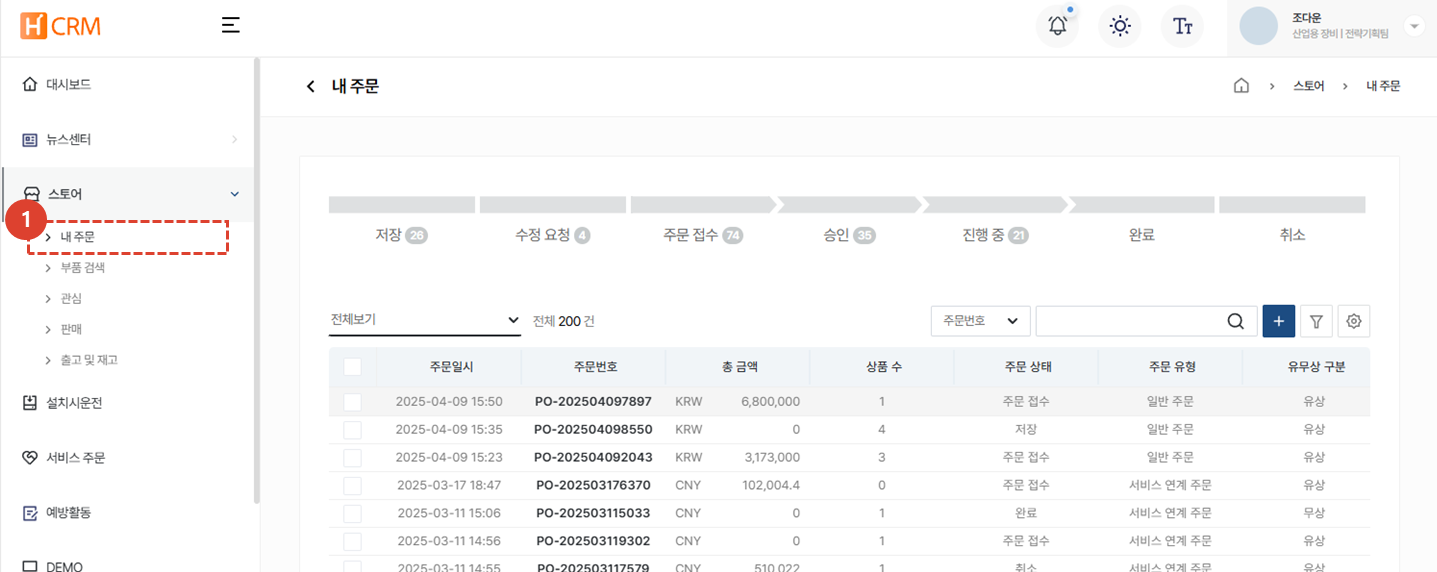 H CRM
조다운
산업용 장비 | 전략기획팀
대시보드
뉴스센터
스토어
1
내 주문
부품 검색
관심
판매
출고 및 재고
설치시운전
서비스 주문
예방활동
DEMO
내 주문
스토어 > 내 주문
저장 26 수정 요청 4 주문 접수 74 승인 35 진행 중 21 완료 취소
전체보기 전체 200 건 주문번호 +
주문일시 주문번호 총 금액 상품 수 주문 상태 주문 유형 유무상 구분
2025-04-09 15:50 PO-202504097897 KRW 6,800,000 1 주문 접수 일반 주문 유상
2025-04-09 15:35 PO-202504098550 KRW 0 4 저장 일반 주문 유상
2025-04-09 15:23 PO-202504092043 KRW 3,173,000 3 주문 접수 일반 주문 유상
2025-03-17 18:47 PO-202503176370 CNY 102,004.4 0 주문 접수 서비스 연계 주문 유상
2025-03-11 15:06 PO-202503115033 CNY 0 1 완료 서비스 연계 주문 무상
2025-03-11 14:56 PO-202503119302 CNY 0 1 주문 접수 서비스 연계 주문 유상
2025-03-11 14:55 PO-202503117579 CNY 510,022 1 취소 서비스 연계 주문 유상